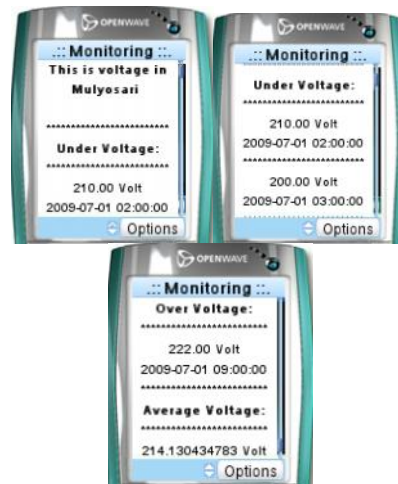 OPENWAVE
.:: Monitoring ::.
This is voltage in
Mulyosari
************************
Under Voltage:
************************
210.00 Volt
2009-07-01 02:00:00
Options
OPENWAVE
.:: Monitoring ::.
Under Voltage:
************************
210.00 Volt
2009-07-01 02:00:00
************************
200.00 Volt
2009-07-01 03:00:00
Options
OPENWAVE
.:: Monitoring ::.
Over Voltage:
************************
222.00 Volt
2009-07-01 09:00:00
************************
Average Voltage:
************************
214.130434783 Volt
Options